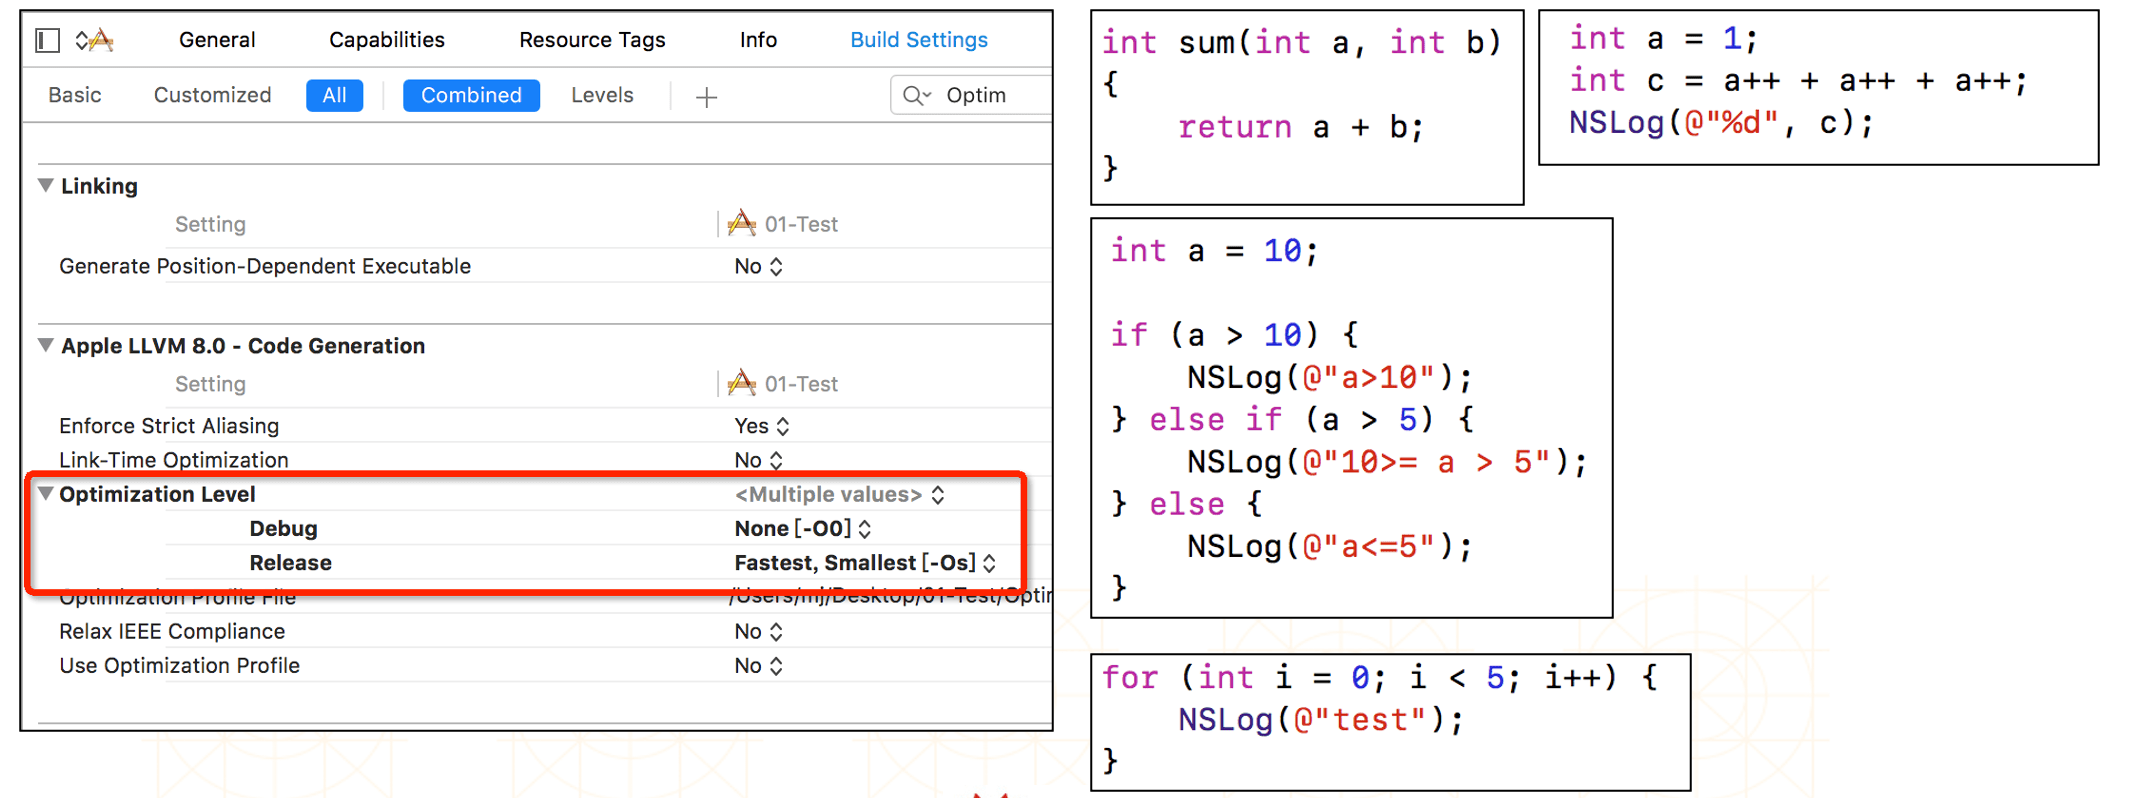 General Capabilities Resource Tags Info Build Settings
Basic Customized All Combined Levels + Optim
Linking
Setting 01-Test
Generate Position-Dependent Executable No
Apple LLVM 8.0 - Code Generation
Setting 01-Test
Enforce Strict Aliasing Yes
Link-Time Optimization No
Optimization Level <Multiple values>
Debug None [-O0]
Release Fastest, Smallest [-Os]
Optimization Profile File /Users/mj/Desktop/01-Test/Optim
Relax IEEE Compliance No
Use Optimization Profile No
int sum(int a, int b)
{
return a + b;
}
int a = 1;
int c = a++ + a++ + a++;
NSLog(@"%d", c);
int a = 10;
if (a > 10) {
NSLog(@"a>10");
} else if (a > 5) {
NSLog(@"10>= a > 5");
} else {
NSLog(@"a<=5");
}
for (int i = 0; i < 5; i++) {
NSLog(@"test");
}